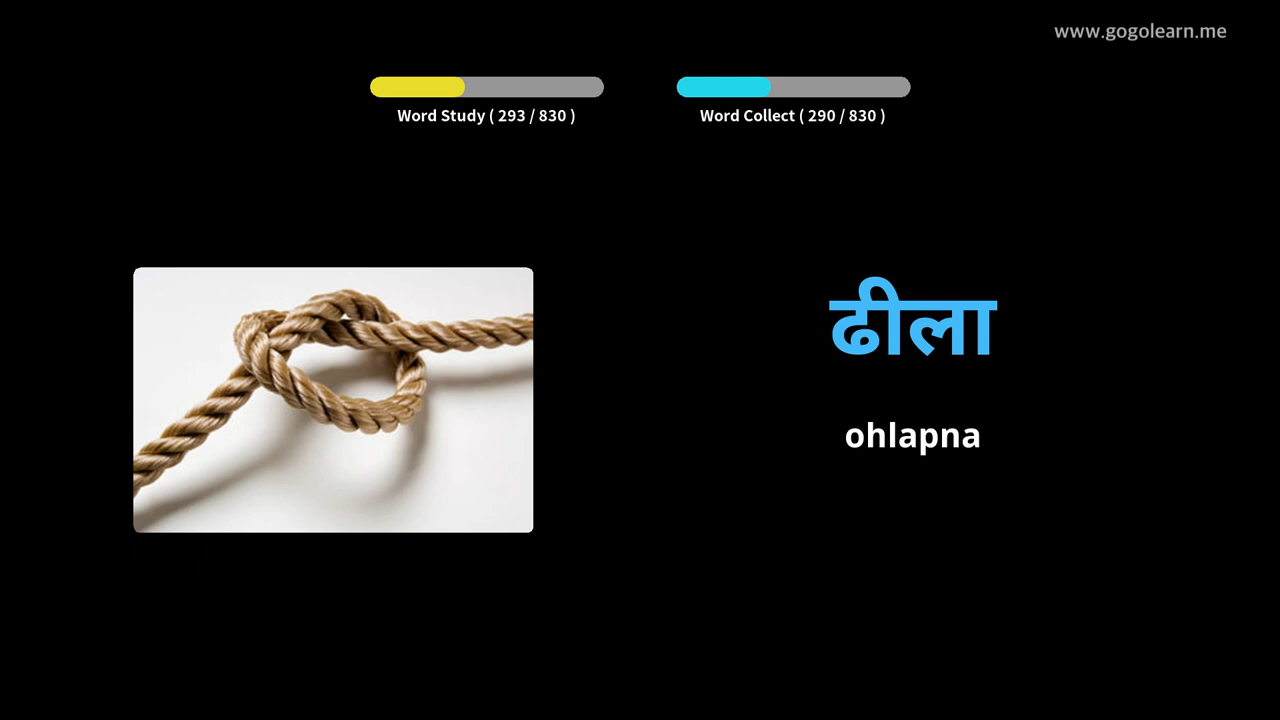 www.gogolearn.me
Word Study ( 293 / 830 )
Word Collect ( 290 / 830 )
ढीला
ohlapna